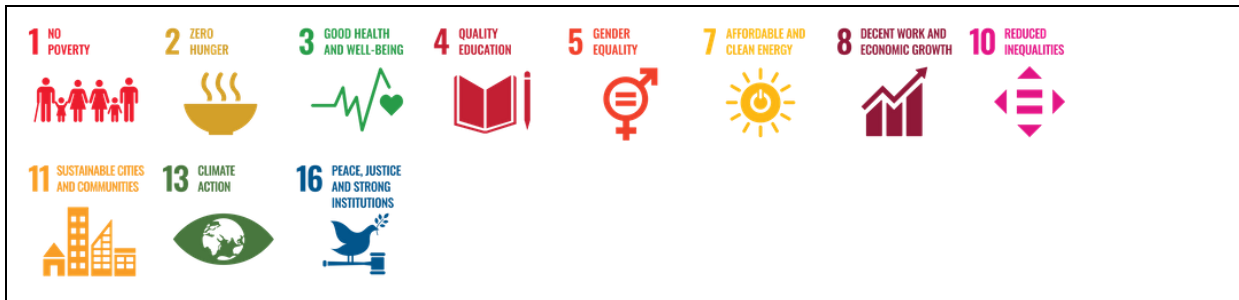 1 NO POVERTY
2 ZERO HUNGER
3 GOOD HEALTH AND WELL-BEING
4 QUALITY EDUCATION
5 GENDER EQUALITY
7 AFFORDABLE AND CLEAN ENERGY
8 DECENT WORK AND ECONOMIC GROWTH
10 REDUCED INEQUALITIES
11 SUSTAINABLE CITIES AND COMMUNITIES
13 CLIMATE ACTION
16 PEACE, JUSTICE AND STRONG INSTITUTIONS